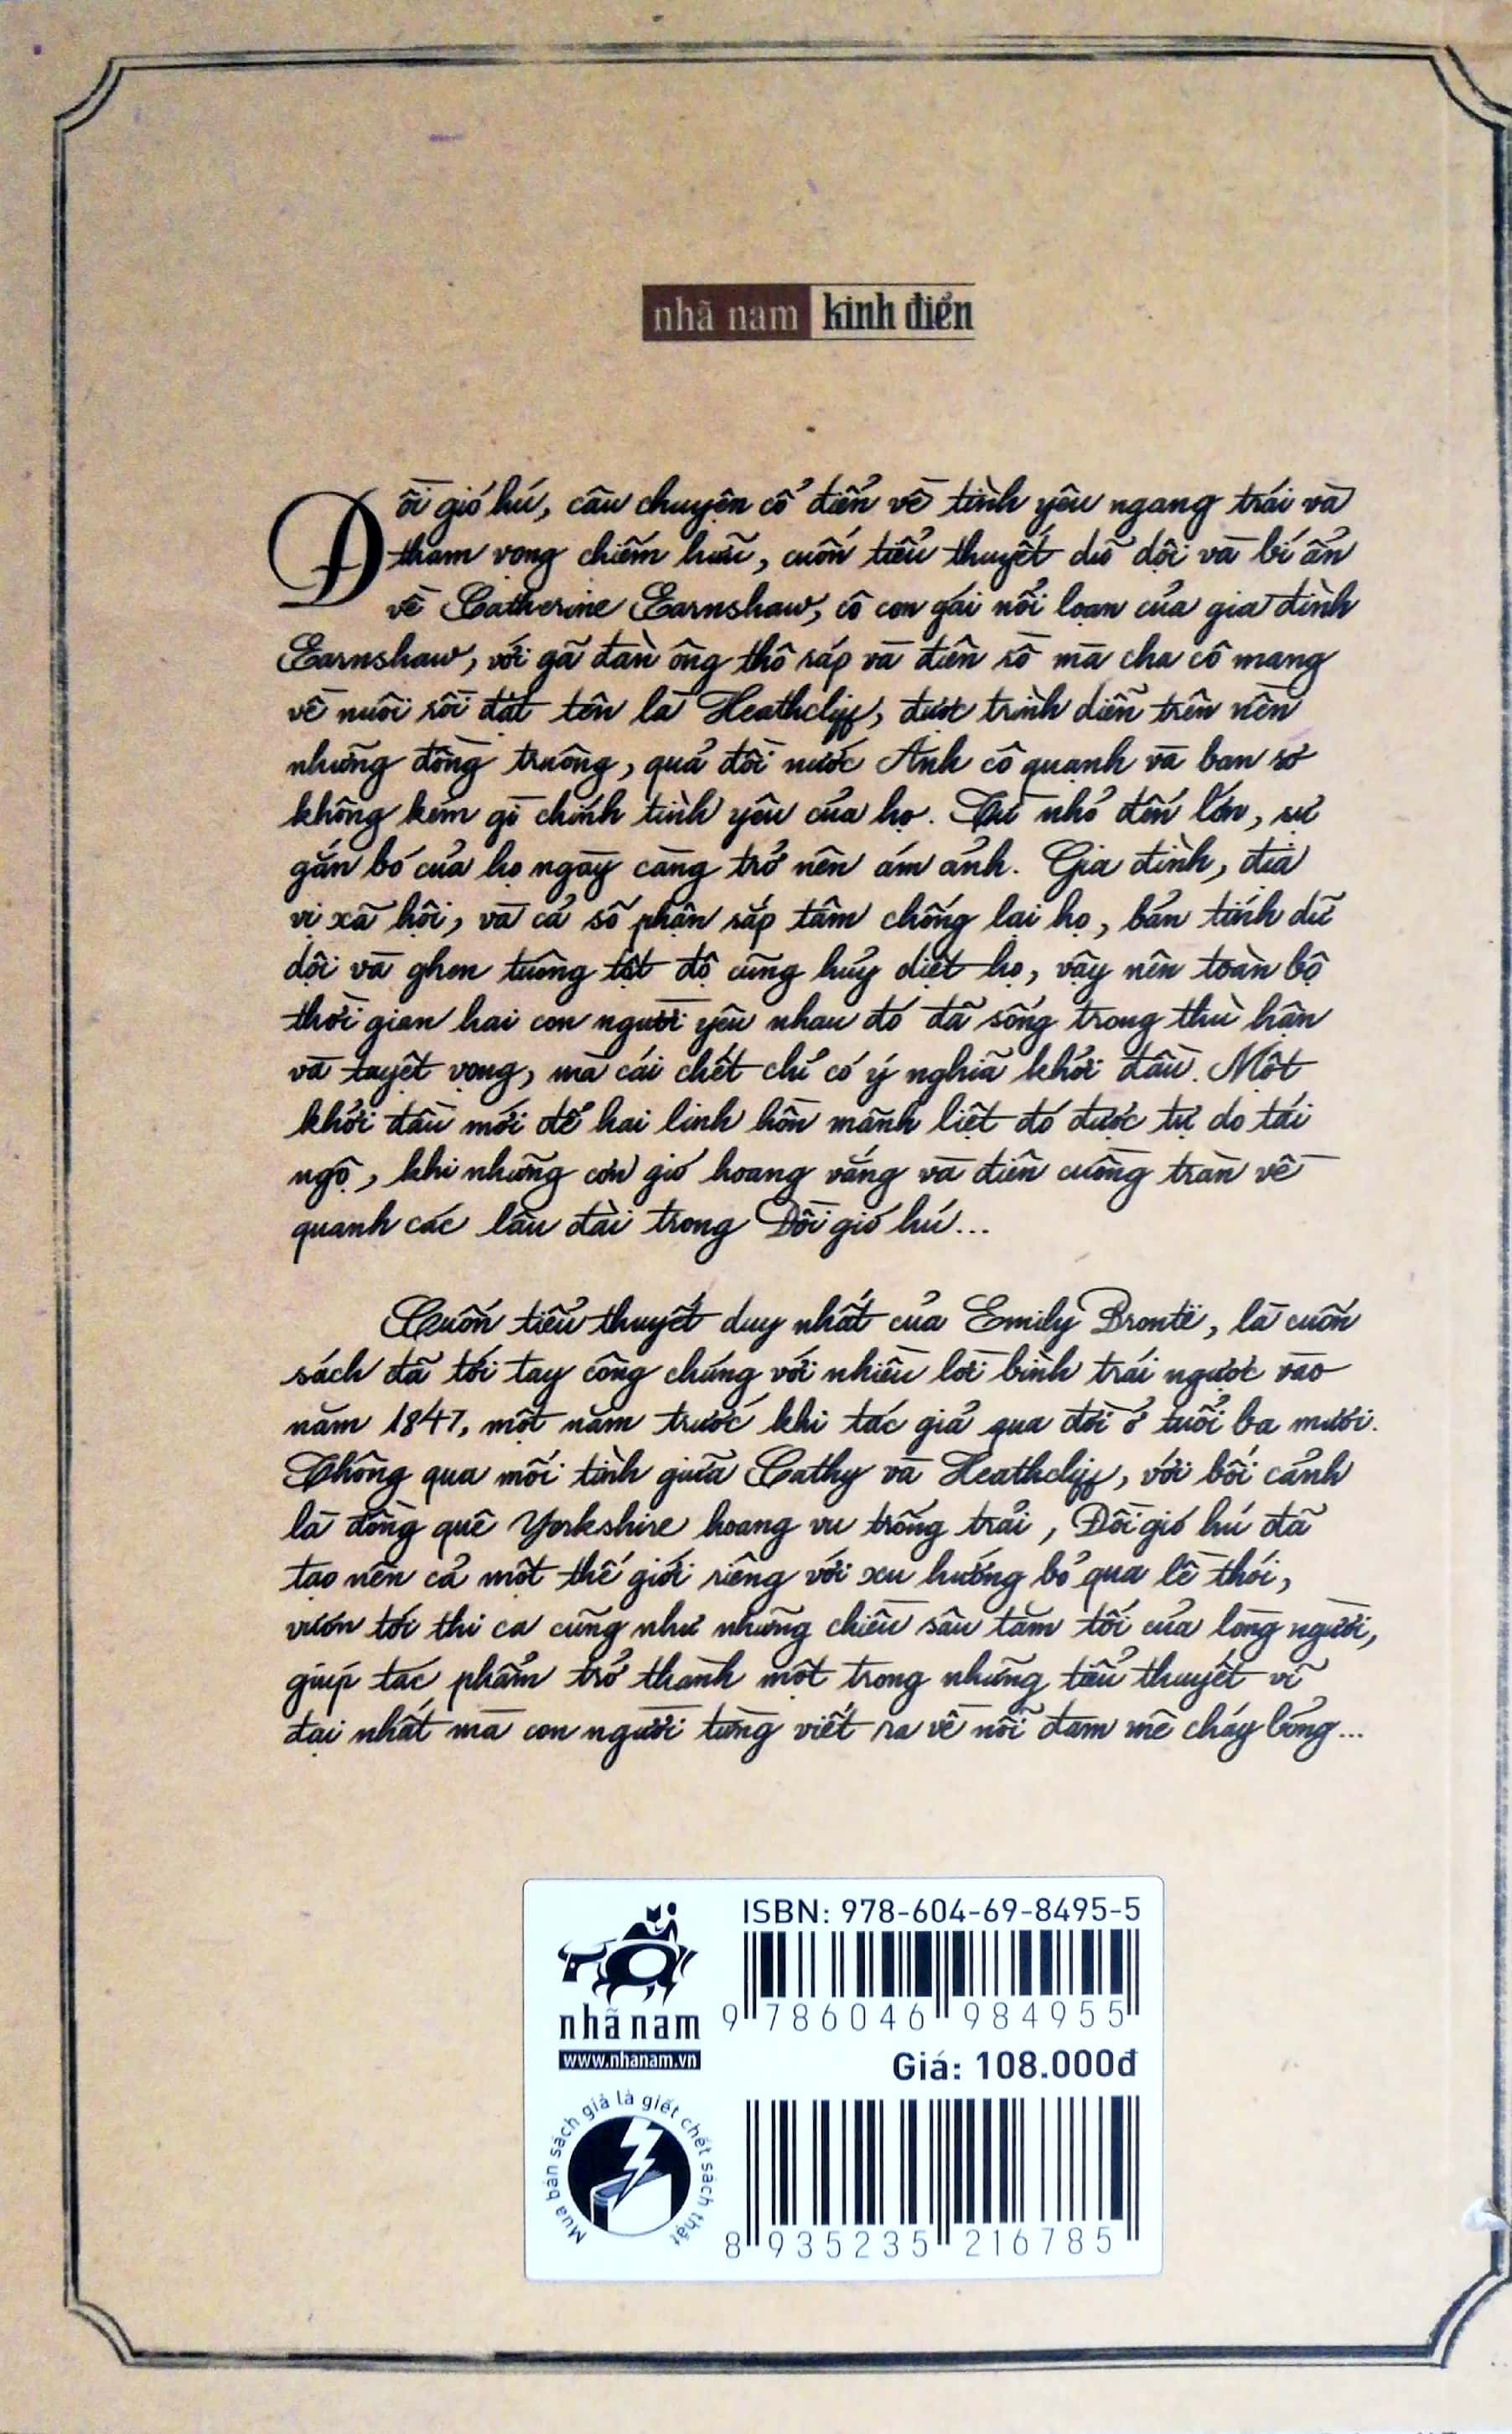 nhã nam kinh điển
Đồi gió hú, câu chuyện cổ điển về tình yêu ngang trái và
tham vọng chiếm hữu, cuốn tiểu thuyết dữ dội và bí ẩn
về Catherine Earnshaw, cô con gái nổi loạn của gia đình
Earnshaw, với gã đàn ông thô ráp và điên rồ mà cha cô mang
về nuôi rồi đặt tên là Heathcliff, được trình diễn trên nền
những đồng truông, quả đồi nước Anh cô quạnh và ban sơ
không kém gì chính tình yêu của họ. Từ nhỏ đến lớn, sự
gắn bó của họ ngày càng trở nên ám ảnh. Gia đình, địa
vị xã hội, và cả số phận rắp tâm chống lại họ, bản tính dữ
dội và ghen tuông tột độ cũng hủy diệt họ, vậy nên toàn bộ
thời gian hai con người yêu nhau đó đã sống trong thù hận
và tuyệt vọng, mà cái chết chỉ có ý nghĩa khởi đầu. Một
khởi đầu mới để hai linh hồn mãnh liệt đó được tự do tái
ngộ, khi những cơn gió hoang vắng và điên cuồng tràn về
quanh các lâu đài trong Đồi gió hú...
Cuốn tiểu thuyết duy nhất của Emily Brontë, là cuốn
sách đã tới tay công chúng với nhiều lời bình trái ngược vào
năm 1847, một năm trước khi tác giả qua đời ở tuổi ba mươi.
Thông qua mối tình giữa Cathy và Heathcliff, với bối cảnh
là đồng quê Yorkshire hoang vu trống trải, Đồi gió hú đã
tạo nên cả một thế giới riêng với xu hướng bỏ qua lề thói,
vươn tới thi ca cũng như những chiều sâu tăm tối của lòng người,
giúp tác phẩm trở thành một trong những tiểu thuyết vĩ
đại nhất mà con người từng viết ra về nỗi đam mê cháy bỏng...
ISBN: 978-604-69-8495-5
9 786046 984955
nhã nam
www.nhanam.vn
Giá: 108.000đ
Mua bán sách giả là giết chết sách thật
8 935235 216785